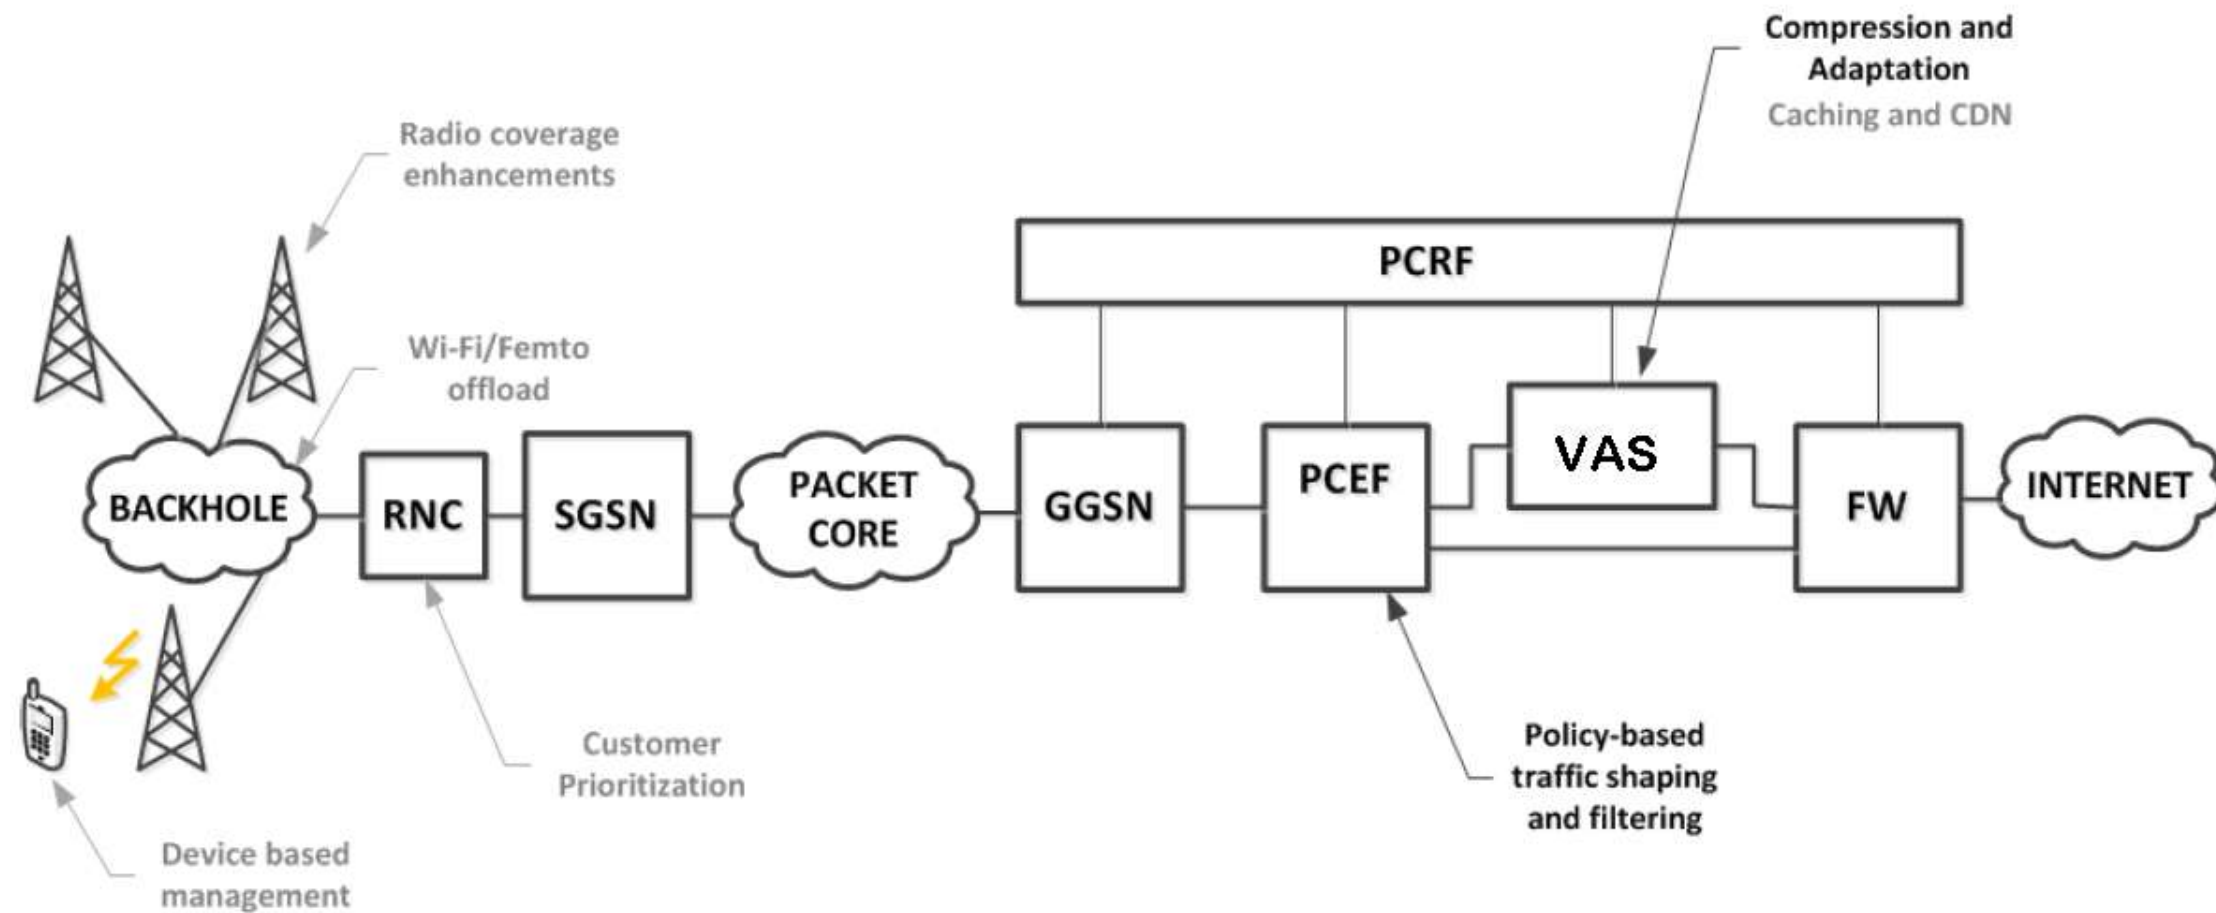 Compression and
Adaptation
Caching and CDN
Radio coverage
enhancements
PCRF
Wi-Fi/Femto
offload
BACKHOLE
RNC
SGSN
PACKET
CORE
GGSN
PCEF
VAS
FW
INTERNET
Customer
Prioritization
Policy-based
traffic shaping
and filtering
Device based
management